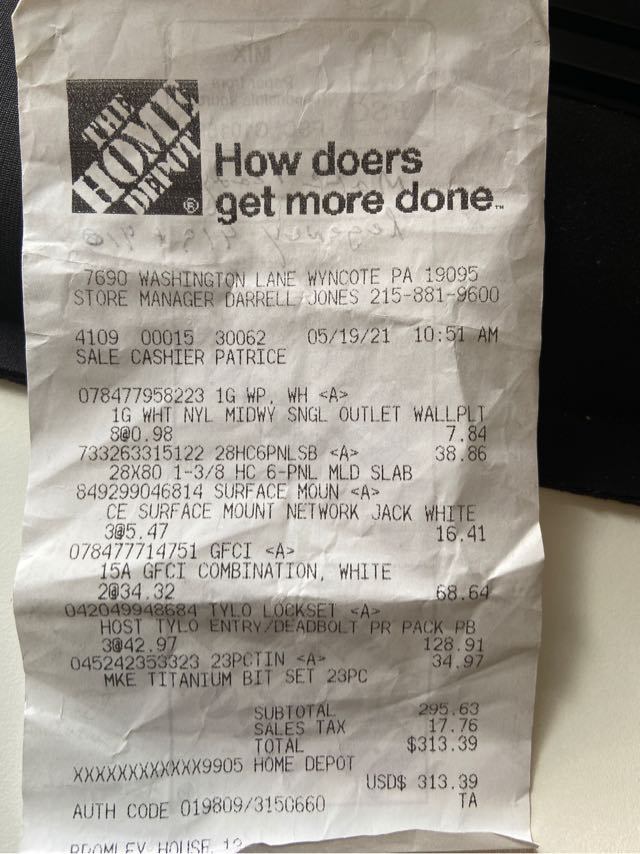 THE
HOME
DEPOT
®
How doers
get more done.™
7690 WASHINGTON LANE WYNCOTE PA 19095
STORE MANAGER DARRELL JONES 215-881-9600
4109 00015 30062 05/19/21 10:51 AM
SALE CASHIER PATRICE
078477958223 1G WP, WH <A>
1G WHT NYL MIDWY SNGL OUTLET WALLPLT
8@0.98 7.84
733263315122 28HC6PNLSB <A> 38.86
28X80 1-3/8 HC 6-PNL MLD SLAB
849299046814 SURFACE MOUN <A>
CE SURFACE MOUNT NETWORK JACK WHITE
3@5.47 16.41
078477714751 GFCI <A>
15A GFCI COMBINATION, WHITE
2@34.32 68.64
042049948684 TYLO LOCKSET <A>
HOST TYLO ENTRY/DEADBOLT PR PACK PB
3@42.97 128.91
045242353323 23PCTIN <A> 34.97
MKE TITANIUM BIT SET 23PC
SUBTOTAL 295.63
SALES TAX 17.76
TOTAL $313.39
XXXXXXXXXXXX9905 HOME DEPOT
USD$ 313.39
AUTH CODE 019809/3150660 TA
BROMLEY HOUSE